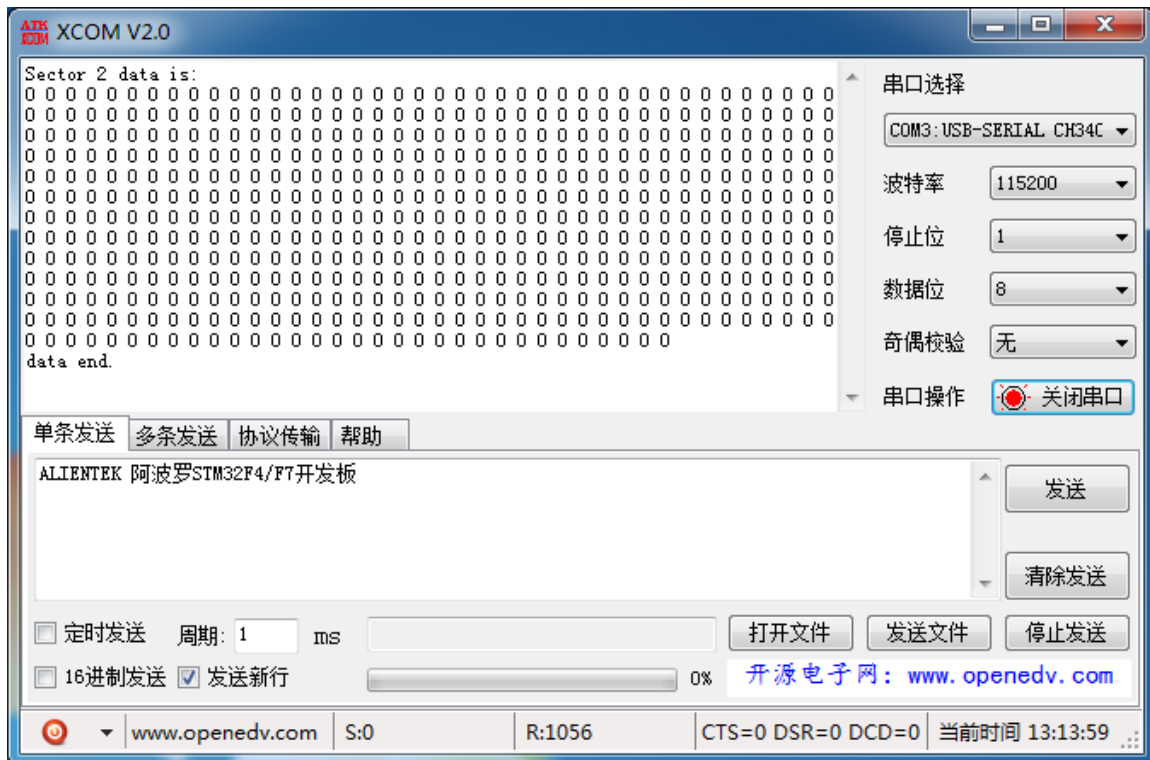 ATK XCOM
XCOM V2.0
Sector 2 data is:
0 0 0 0 0 0 0 0 0 0 0 0 0 0 0 0 0 0 0 0 0 0 0 0 0 0 0 0 0 0 0 0 0 0 0 0 0 0 0 0
0 0 0 0 0 0 0 0 0 0 0 0 0 0 0 0 0 0 0 0 0 0 0 0 0 0 0 0 0 0 0 0 0 0 0 0 0 0 0 0
0 0 0 0 0 0 0 0 0 0 0 0 0 0 0 0 0 0 0 0 0 0 0 0 0 0 0 0 0 0 0 0 0 0 0 0 0 0 0 0
0 0 0 0 0 0 0 0 0 0 0 0 0 0 0 0 0 0 0 0 0 0 0 0 0 0 0 0 0 0 0 0 0 0 0 0 0 0 0 0
0 0 0 0 0 0 0 0 0 0 0 0 0 0 0 0 0 0 0 0 0 0 0 0 0 0 0 0 0 0 0 0 0 0 0 0 0 0 0 0
0 0 0 0 0 0 0 0 0 0 0 0 0 0 0 0 0 0 0 0 0 0 0 0 0 0 0 0 0 0 0 0 0 0 0 0 0 0 0 0
0 0 0 0 0 0 0 0 0 0 0 0 0 0 0 0 0 0 0 0 0 0 0 0 0 0 0 0 0 0 0 0 0 0 0 0 0 0 0 0
0 0 0 0 0 0 0 0 0 0 0 0 0 0 0 0 0 0 0 0 0 0 0 0 0 0 0 0 0 0 0 0 0 0 0 0 0 0 0 0
0 0 0 0 0 0 0 0 0 0 0 0 0 0 0 0 0 0 0 0 0 0 0 0 0 0 0 0 0 0 0 0 0 0 0 0 0 0 0 0
0 0 0 0 0 0 0 0 0 0 0 0 0 0 0 0 0 0 0 0 0 0 0 0 0 0 0 0 0 0 0 0 0 0 0 0 0 0 0 0
0 0 0 0 0 0 0 0 0 0 0 0 0 0 0 0 0 0 0 0 0 0 0 0 0 0 0 0 0 0 0 0 0 0 0 0 0 0 0 0
0 0 0 0 0 0 0 0 0 0 0 0 0 0 0 0 0 0 0 0 0 0 0 0 0 0 0 0 0 0 0 0 0 0 0 0 0 0 0 0
0 0 0 0 0 0 0 0 0 0 0 0 0 0 0 0 0 0 0 0 0 0 0 0 0 0 0 0 0 0 0 0
data end.
串口选择
COM3:USB-SERIAL CH34C
波特率 115200
停止位 1
数据位 8
奇偶校验 无
串口操作 关闭串口
单条发送 多条发送 协议传输 帮助
ALIENTEK 阿波罗STM32F4/F7开发板
发送
清除发送
定时发送 周期: 1 ms 打开文件 发送文件 停止发送
16进制发送 发送新行 0% 开源电子网: www.openedv.com
www.openedv.com S:0 R:1056 CTS=0 DSR=0 DCD=0 当前时间 13:13:59